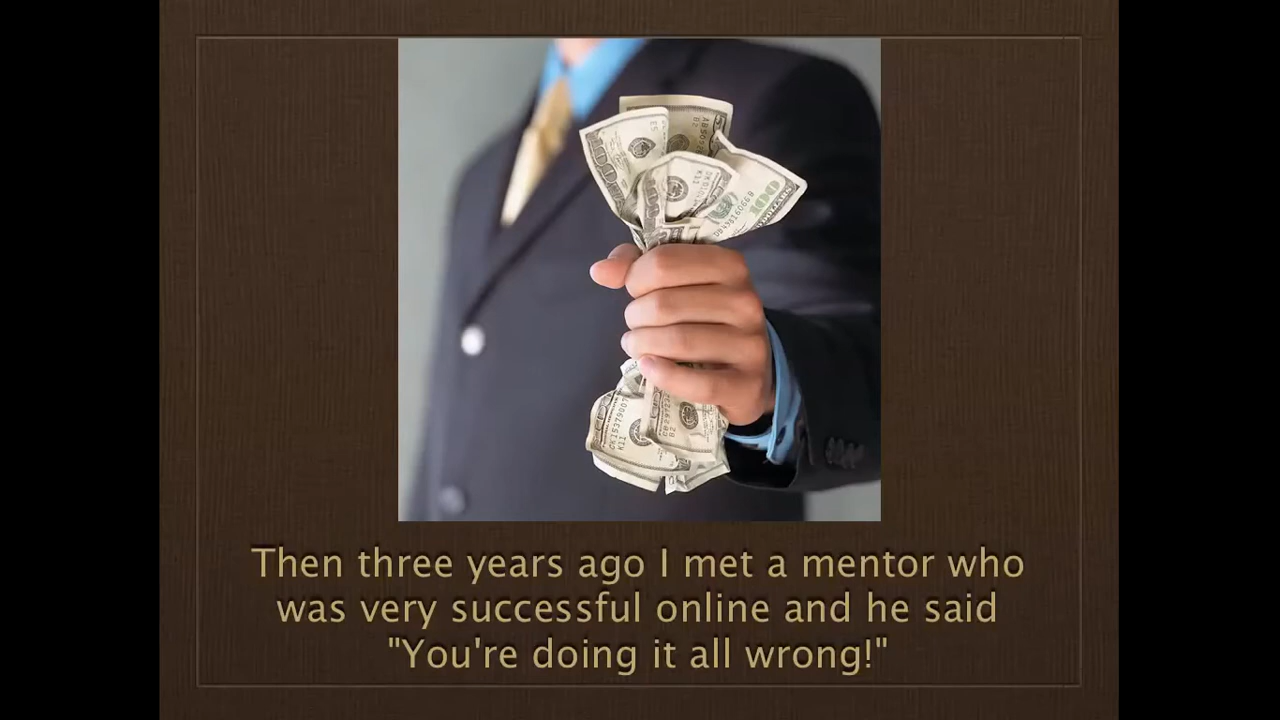 Then three years ago I met a mentor who
was very successful online and he said
"You're doing it all wrong!"